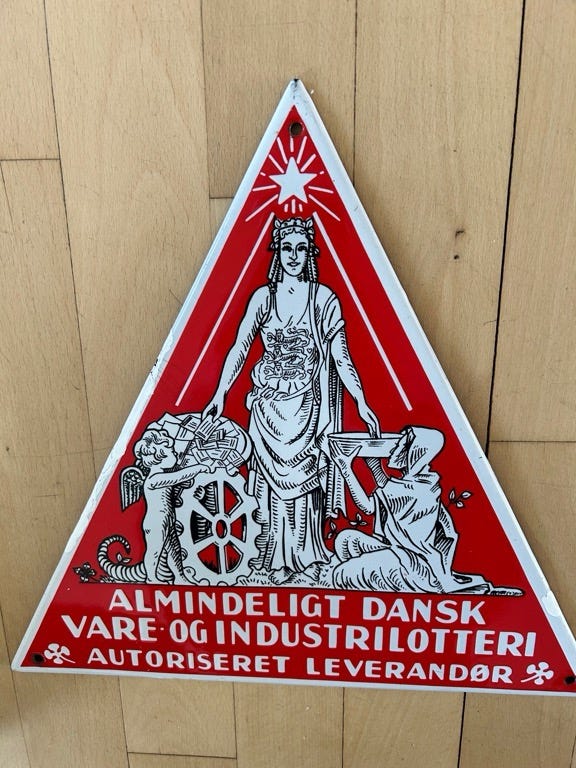 ALMINDELIGT DANSK
VARE- OG INDUSTRILOTTERI
AUTORISERET LEVERANDØR